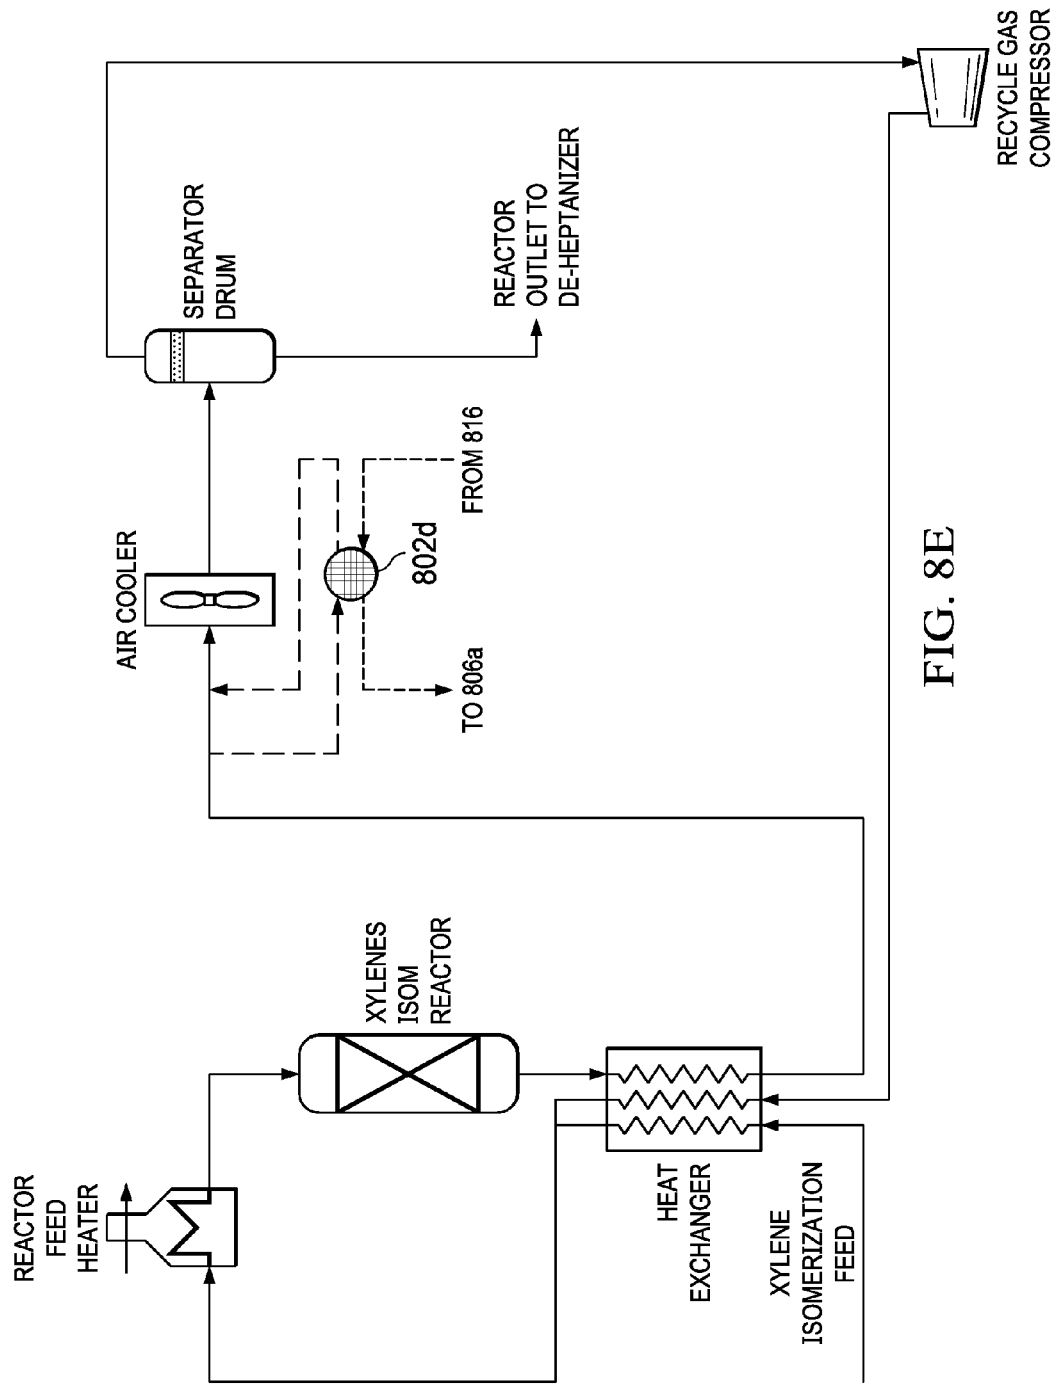 REACTOR
FEED
HEATER
XYLENES
ISOM
REACTOR
HEAT
EXCHANGER
XYLENE
ISOMERIZATION
FEED
AIR COOLER
SEPARATOR
DRUM
802d
TO 806a
FROM 816
REACTOR
OUTLET TO
DE-HEPTANIZER
RECYCLE GAS
COMPRESSOR
FIG. 8E